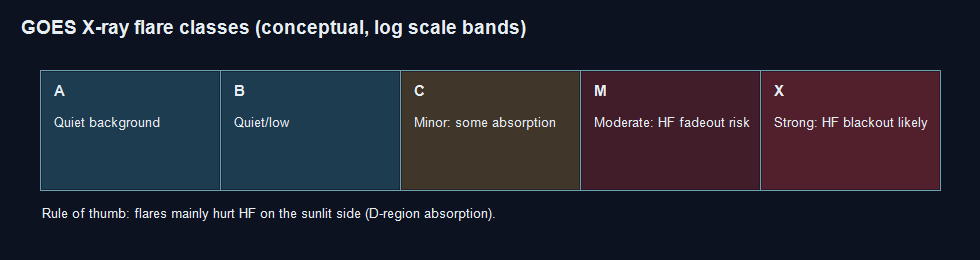 GOES X-ray flare classes (conceptual, log scale bands)
A
Quiet background
B
Quiet/low
C
Minor: some absorption
M
Moderate: HF fadeout risk
X
Strong: HF blackout likely
Rule of thumb: flares mainly hurt HF on the sunlit side (D-region absorption).